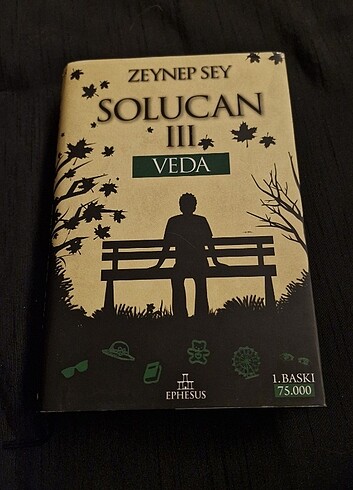 ZEYNEP SEY
SOLUCAN
III
VEDA
EPHESUS
1.BASKI
75.000